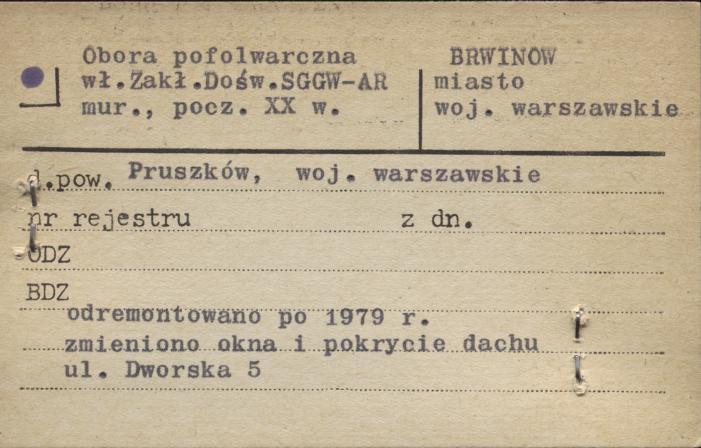 Obora pofolwarczna
wł.Zakł.Dośw.SGGW-AR
mur., pocz. XX w.
BRWINÓW
miasto
woj. warszawskie
d.pow. Pruszków, woj. warszawskie
nr rejestru z dn.
ODZ
BDZ
odremontowano po 1979 r.
zmieniono okna i pokrycie dachu
ul. Dworska 5